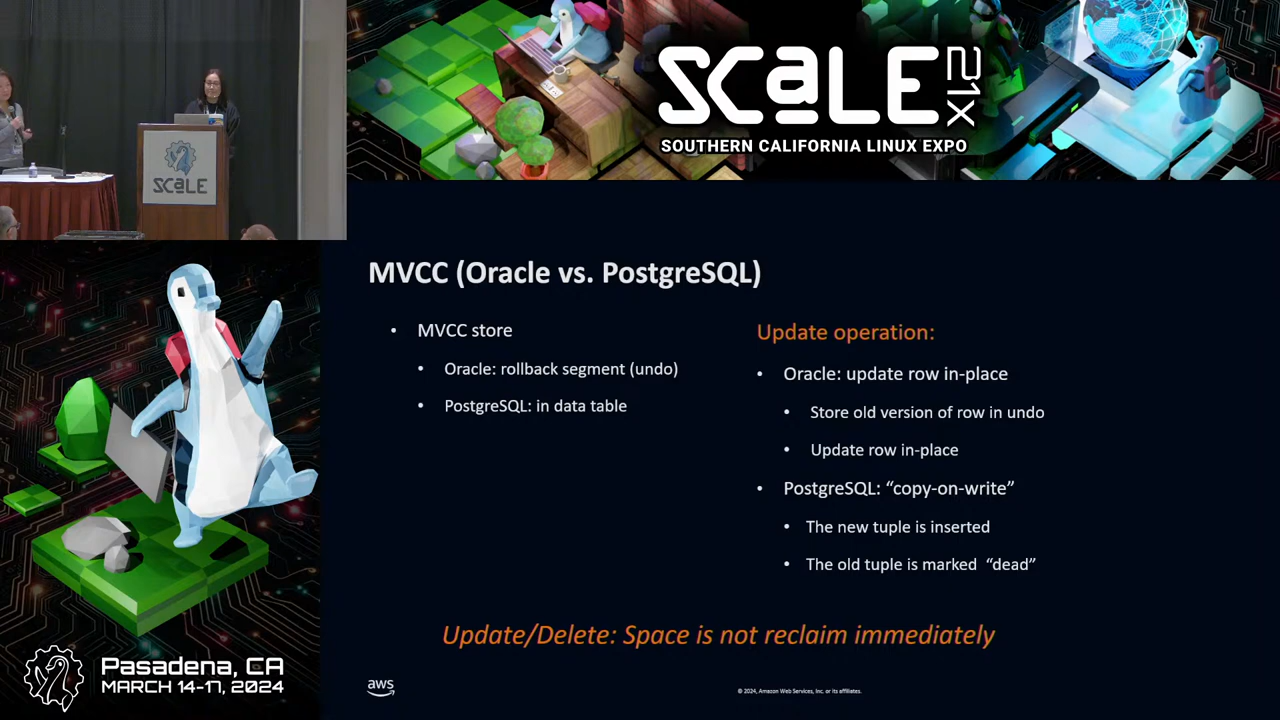 SCALE 21X
SOUTHERN CALIFORNIA LINUX EXPO
SCALE
MVCC (Oracle vs. PostgreSQL)
• MVCC store
• Oracle: rollback segment (undo)
• PostgreSQL: in data table
Update operation:
• Oracle: update row in-place
• Store old version of row in undo
• Update row in-place
• PostgreSQL: “copy-on-write”
• The new tuple is inserted
• The old tuple is marked “dead”
Update/Delete: Space is not reclaim immediately
Pasadena, CA
MARCH 14-17, 2024
aws
© 2024, Amazon Web Services, Inc. or its affiliates.